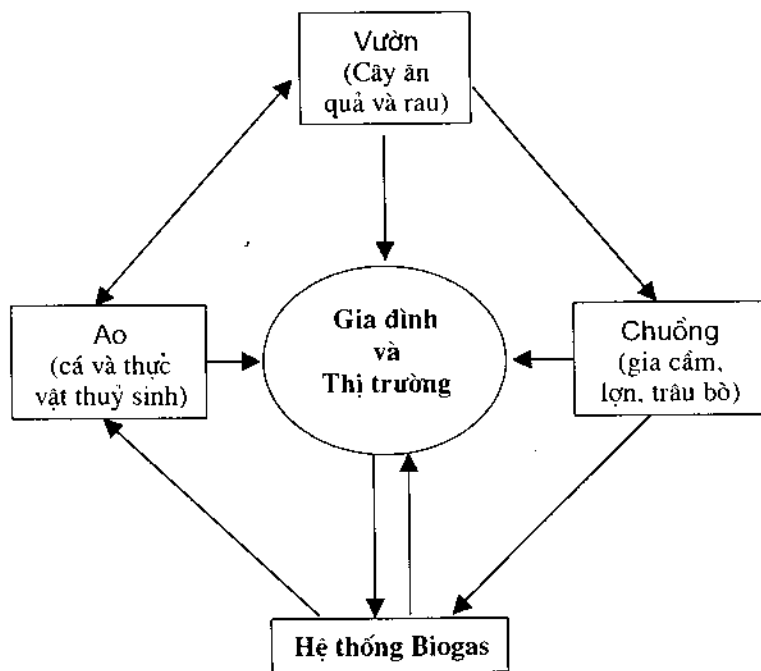 Vườn
(Cây ăn
quả và rau)
Gia đình
và
Thị trường
Ao
(cá và thực
vật thuỷ sinh)
Chuồng
(gia cầm,
lợn, trâu bò)
Hệ thống Biogas